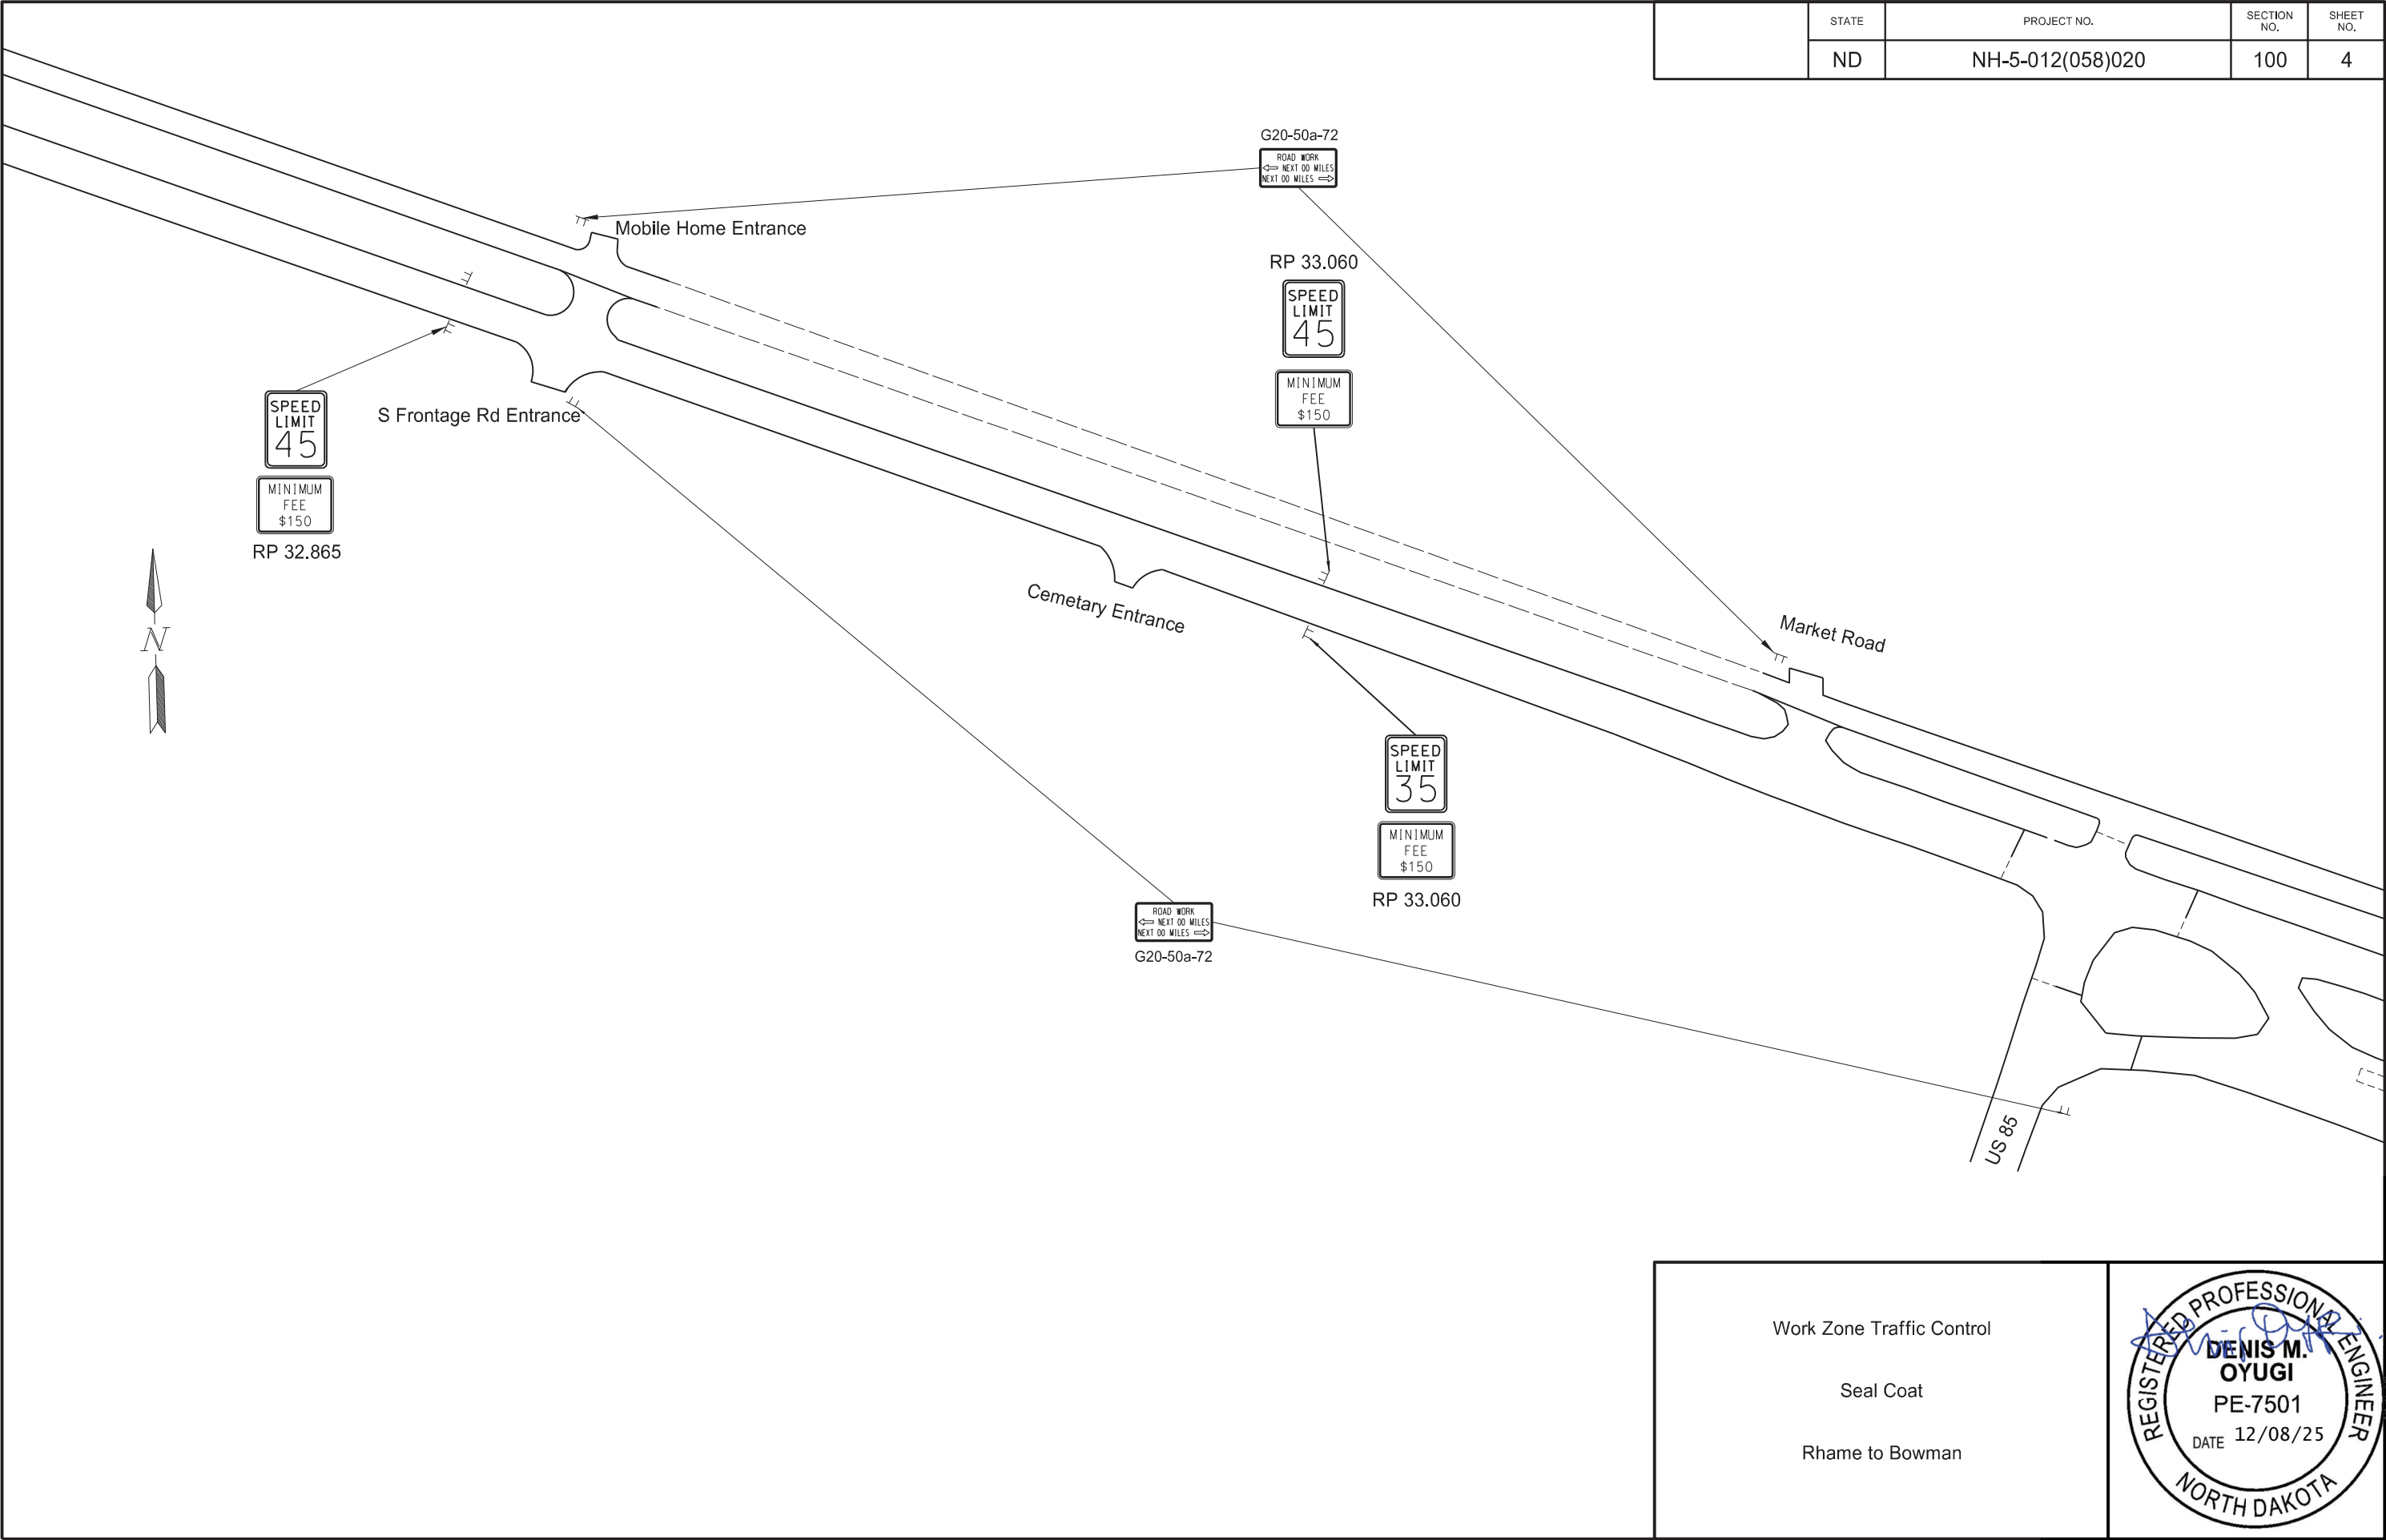 STATE
PROJECT NO.
SECTION
NO.
SHEET
NO.
ND
NH-5-012(058)020
100
4
G20-50a-72
ROAD WORK
NEXT 00 MILES
NEXT 00 MILES
Mobile Home Entrance
RP 33.060
SPEED
LIMIT
45
MINIMUM
FEE
$150
SPEED
LIMIT
45
MINIMUM
FEE
$150
RP 32.865
S Frontage Rd Entrance
N
Cemetary Entrance
Market Road
SPEED
LIMIT
35
MINIMUM
FEE
$150
RP 33.060
ROAD WORK
NEXT 00 MILES
NEXT 00 MILES
G20-50a-72
US 85
Work Zone Traffic Control
Seal Coat
Rhame to Bowman
REGISTERED PROFESSIONAL ENGINEER
DENIS M.
OYUGI
PE-7501
DATE 12/08/25
NORTH DAKOTA